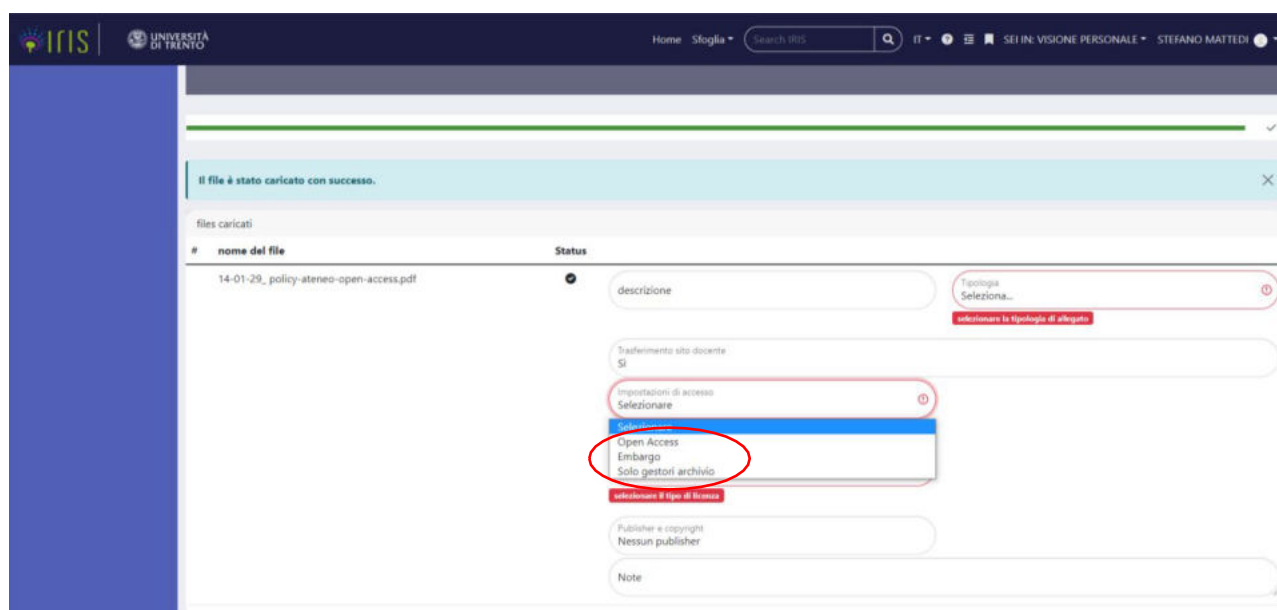 IRIS
UNIVERSITÀ
DI TRENTO
Home Sfoglia Search IRIS IT SEI IN: VISIONE PERSONALE STEFANO MATTEDI
Il file è stato caricato con successo.
files caricati
# nome del file Status
14-01-29_ policy-ateneo-open-access.pdf
descrizione
Tipologia
Seleziona...
selezionare la tipologia di allegato
Trasferimento sito docente
Sì
Impostazioni di accesso
Selezionare
Selezionare
Open Access
Embargo
Solo gestori archivio
selezionare il tipo di licenza
Publisher e copyright
Nessun publisher
Note